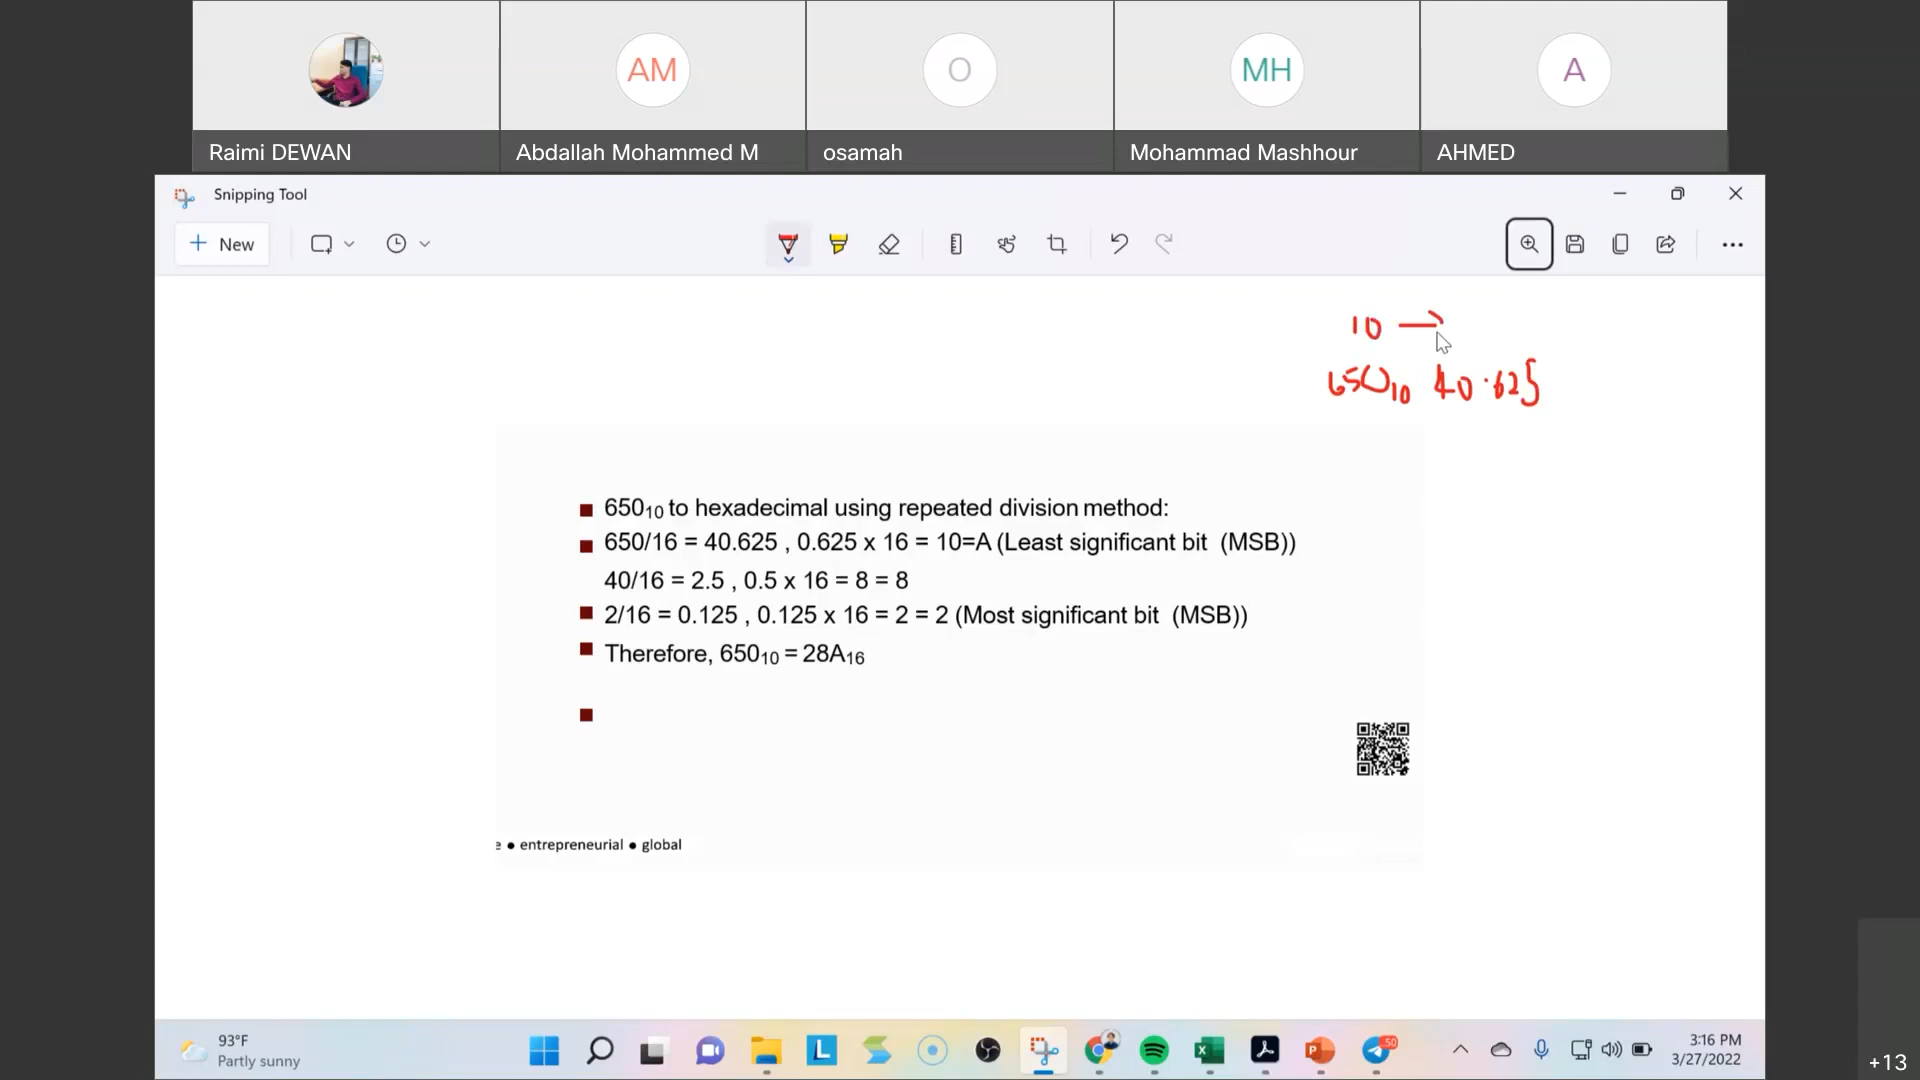 AM
O
MH
A
Raimi DEWAN
Abdallah Mohammed M
osamah
Mohammad Mashhour
AHMED
Snipping Tool
New
10 →
650₁₀ 40.625
650₁₀ to hexadecimal using repeated division method:
650/16 = 40.625 , 0.625 x 16 = 10=A (Least significant bit (MSB))
40/16 = 2.5 , 0.5 x 16 = 8 = 8
2/16 = 0.125 , 0.125 x 16 = 2 = 2 (Most significant bit (MSB))
Therefore, 650₁₀ = 28A₁₆
e ● entrepreneurial ● global
93°F
Partly sunny
L
50
3:16 PM
3/27/2022
+13